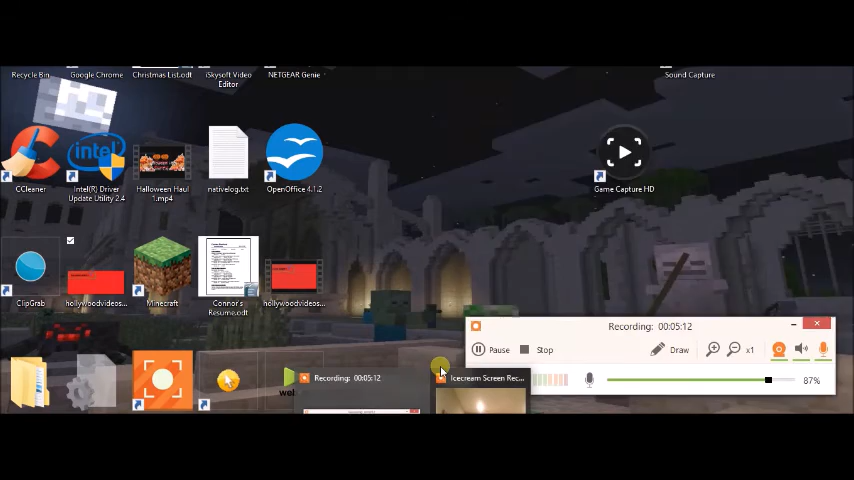 Recycle Bin
Google Chrome
Christmas List.odt
iSkysoft Video
Editor
NETGEAR Genie
Sound Capture
intel
CCleaner
Intel(R) Driver
Update Utility 2.4
Halloween Haul
1.mp4
nativelog.txt
OpenOffice 4.1.2
Game Capture HD
ClipGrab
hollywoodvideos...
Minecraft
Connor's
Resume.odt
hollywoodvideos...
Recording: 00:05:12
Pause
Stop
Draw
x1
87%
Recording: 00:05:12
Icecream Screen Rec...